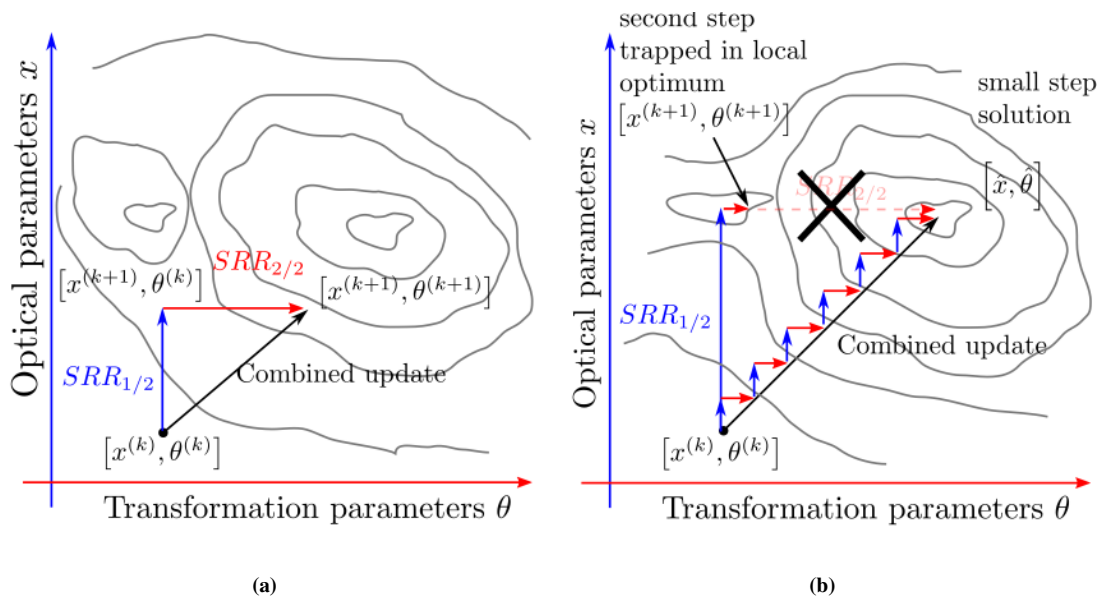 Optical parameters x
[x^(k+1), θ^(k)]
SRR_2/2
[x^(k+1), θ^(k+1)]
SRR_1/2
Combined update
[x^(k), θ^(k)]
Transformation parameters θ
(a)
second step
trapped in local
optimum
[x^(k+1), θ^(k+1)]
small step
solution
SRR_2/2
[x̂, θ̂]
Optical parameters x
SRR_1/2
Combined update
[x^(k), θ^(k)]
Transformation parameters θ
(b)